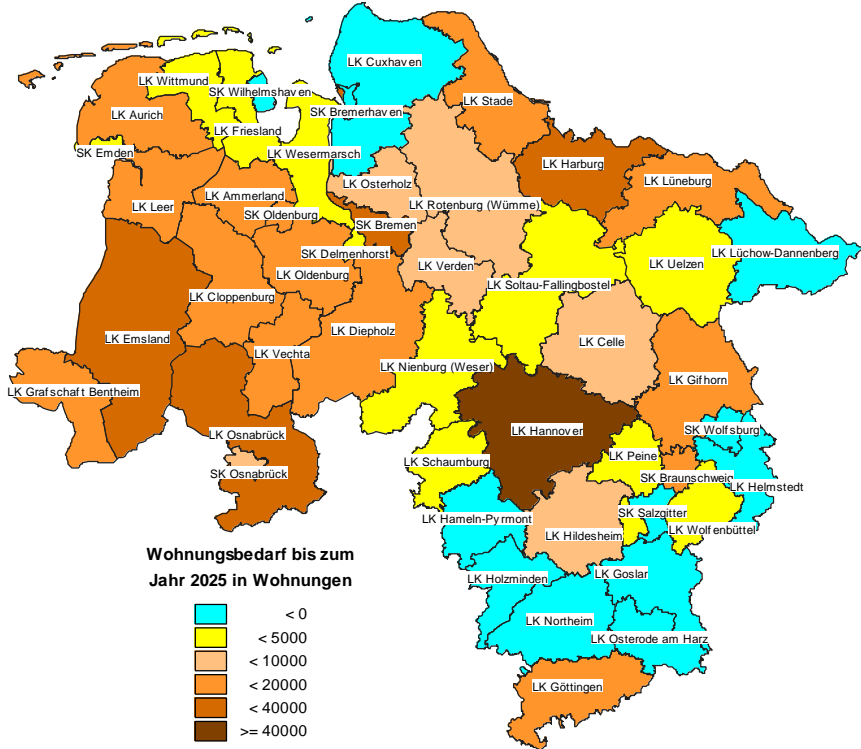 LK Cuxhaven
LK Wittmund
SK Wilhelmshaven
LK Stade
SK Bremerhaven
LK Aurich
LK Friesland
SK Emden
LK Wesermarsch
LK Harburg
LK Lüneburg
LK Osterholz
LK Ammerland
LK Leer
LK Rotenburg (Wümme)
SK Oldenburg
SK Bremen
SK Delmenhorst
LK Lüchow-Dannenberg
LK Verden
LK Uelzen
LK Oldenburg
LK Soltau-Fallingbostel
LK Cloppenburg
LK Diepholz
LK Emsland
LK Celle
LK Vechta
LK Nienburg (Weser)
LK Gifhorn
LK Grafschaft Bentheim
LK Osnabrück
LK Hannover
SK Wolfsburg
LK Peine
LK Schaumburg
SK Osnabrück
SK Braunschweig
LK Helmstedt
SK Salzgitter
LK Hameln-Pyrmont
LK Wolfenbüttel
LK Hildesheim
LK Goslar
LK Holzminden
LK Northeim
LK Osterode am Harz
LK Göttingen
Wohnungsbedarf bis zum
Jahr 2025 in Wohnungen
< 0
< 5000
< 10000
< 20000
< 40000
>= 40000